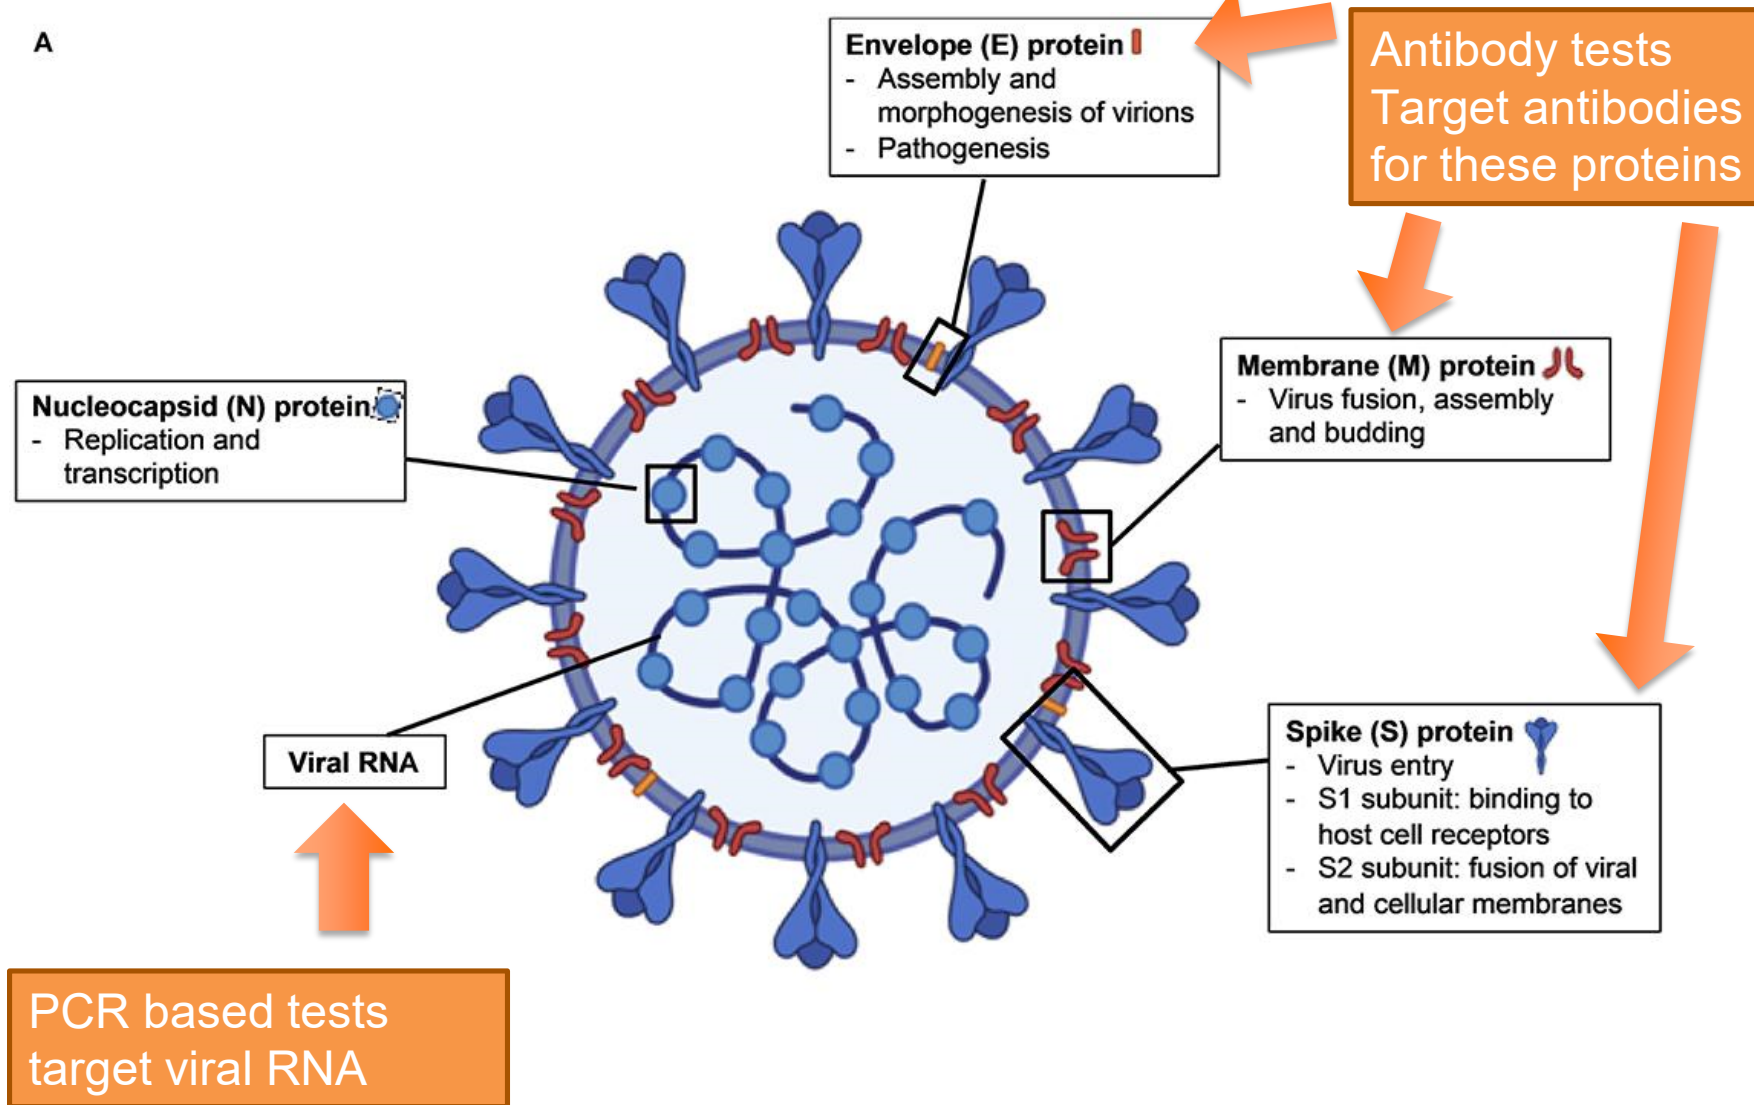 A
Envelope (E) protein
- Assembly and
morphogenesis of virions
- Pathogenesis
Antibody tests
Target antibodies
for these proteins
Nucleocapsid (N) protein
- Replication and
transcription
Membrane (M) protein
- Virus fusion, assembly
and budding
Viral RNA
Spike (S) protein
- Virus entry
- S1 subunit: binding to
host cell receptors
- S2 subunit: fusion of viral
and cellular membranes
PCR based tests
target viral RNA